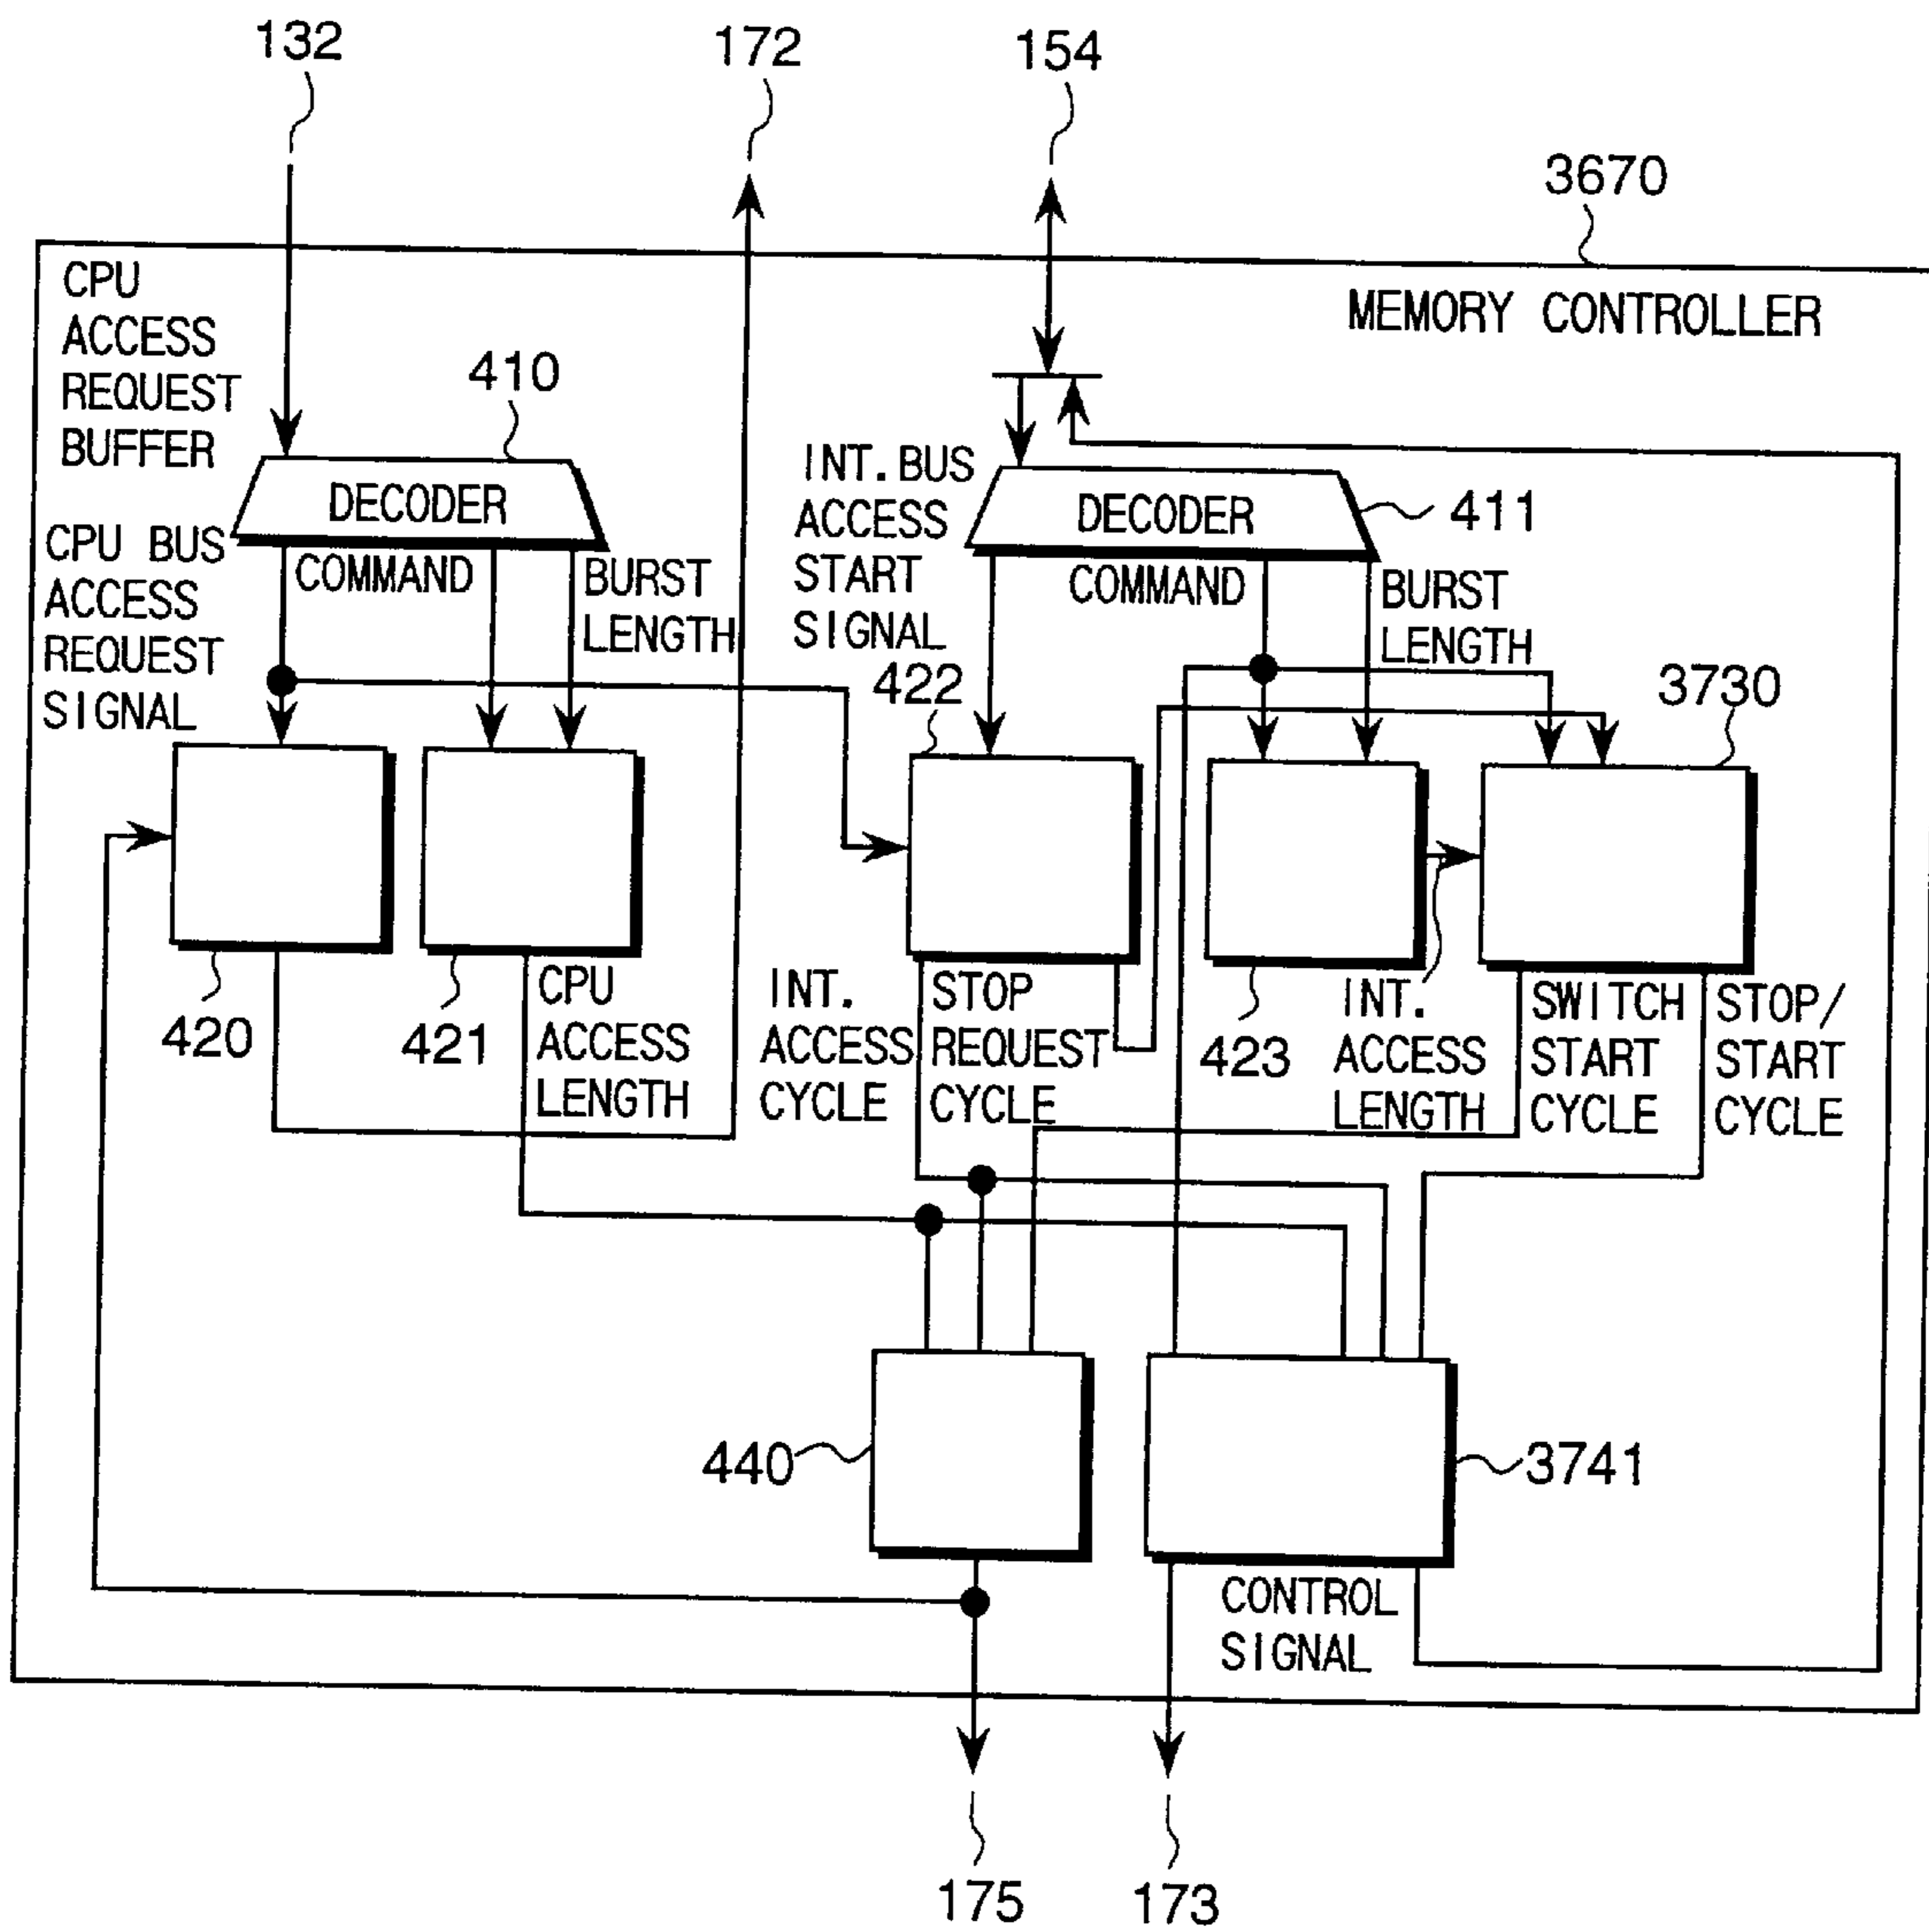 132
172
154
3670
CPU
ACCESS
REQUEST
BUFFER
MEMORY CONTROLLER
410
DECODER
INT. BUS
ACCESS
START
SIGNAL
DECODER
411
CPU BUS
ACCESS
REQUEST
SIGNAL
COMMAND
BURST
LENGTH
COMMAND
BURST
LENGTH
422
3730
420
421
CPU
ACCESS
LENGTH
INT.
ACCESS
CYCLE
STOP
REQUEST
CYCLE
423
INT.
ACCESS
LENGTH
SWITCH
START
CYCLE
STOP/
START
CYCLE
440
3741
CONTROL
SIGNAL
175
173